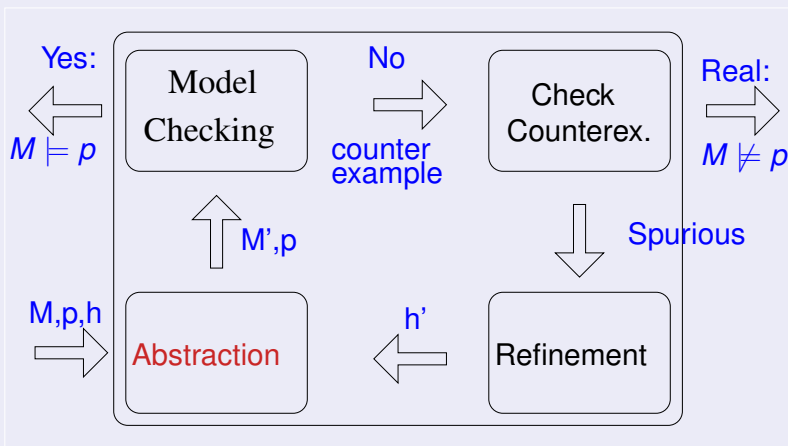 Yes:
M ⊨ p
Model
Checking
No
counter
example
Check
Counterex.
Real:
M ⊭ p
M',p
Spurious
M,p,h
Abstraction
h'
Refinement